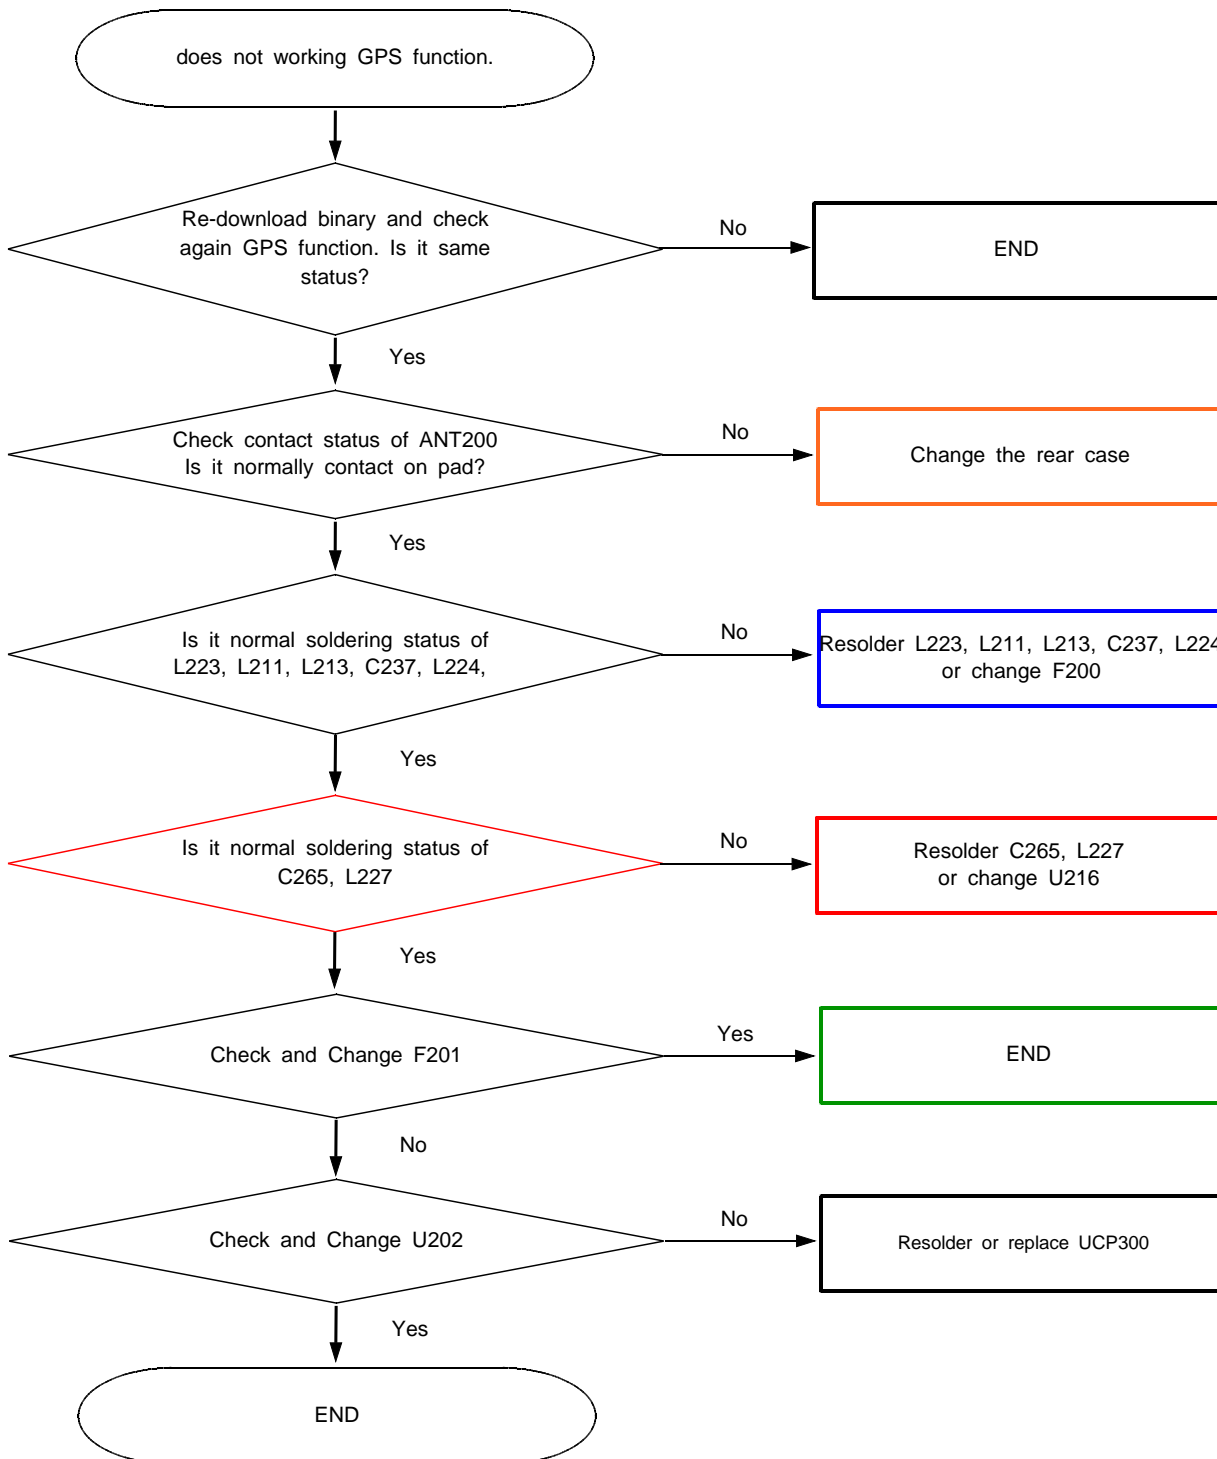 does not working GPS function.
Re-download binary and check
again GPS function. Is it same
status?
No
END
Yes
Check contact status of ANT200
Is it normally contact on pad?
No
Change the rear case
Yes
Is it normal soldering status of
L223, L211, L213, C237, L224,
No
Resolder L223, L211, L213, C237, L224
or change F200
Yes
Is it normal soldering status of
C265, L227
No
Resolder C265, L227
or change U216
Yes
Check and Change F201
Yes
END
No
Check and Change U202
No
Resolder or replace UCP300
Yes
END